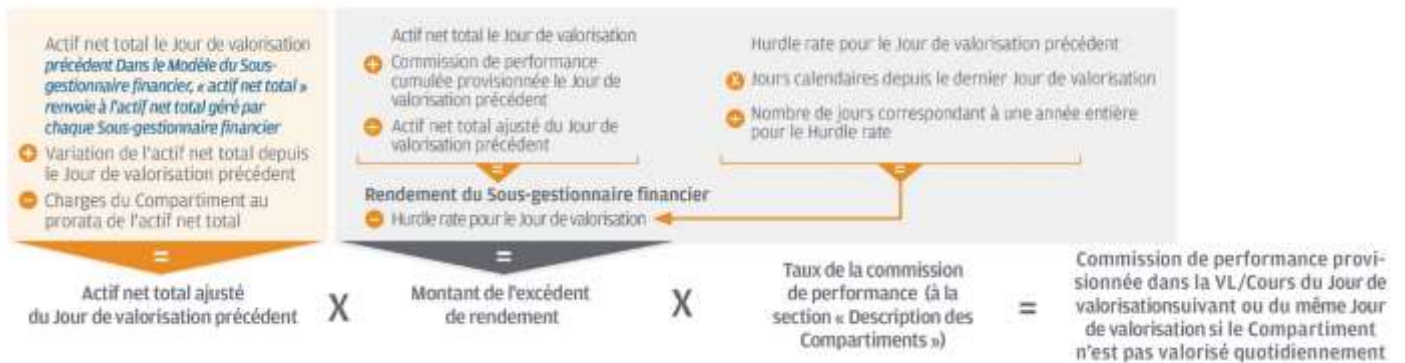 Actif net total le Jour de valorisation
précédent Dans le Modèle du Sous-
gestionnaire financier, « actif net total »
renvoie à l'actif net total géré par
chaque Sous-gestionnaire financier
+ Variation de l'actif net total depuis
le Jour de valorisation précédent
− Charges du Compartiment au
prorata de l'actif net total
=
Actif net total ajusté
du Jour de valorisation précédent
X
Actif net total le Jour de valorisation
+ Commission de performance
cumulée provisionnée le Jour de
valorisation précédent
÷ Actif net total ajusté du Jour de
valorisation précédent
=
Rendement du Sous-gestionnaire financier
− Hurdle rate pour le Jour de valorisation
Hurdle rate pour le Jour de valorisation précédent
x Jours calendaires depuis le dernier Jour de valorisation
÷ Nombre de jours correspondant à une année entière
pour le Hurdle rate
=
=
Montant de l'excédent
de rendement
X
Taux de la commission
de performance (à la
section « Description des
Compartiments »)
=
Commission de performance provi-
sionnée dans la VL/Cours du Jour de
valorisationsuivant ou du même Jour
de valorisation si le Compartiment
n'est pas valorisé quotidiennement